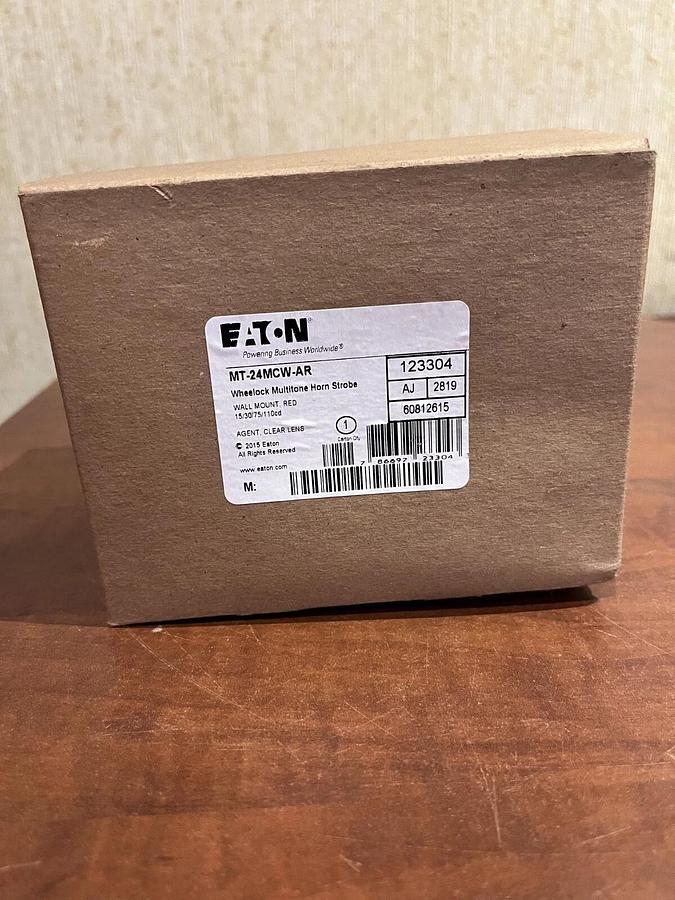 EATON®
Powering Business Worldwide®
MT-24MCW-AR
Wheelock Multitone Horn Strobe
WALL MOUNT, RED
15/30/75/110cd
AGENT, CLEAR LENS
© 2015 Eaton
All Rights Reserved
www.eaton.com
M:
1
Carton Qty
123304
AJ 2819
60812615
7 86697 23304